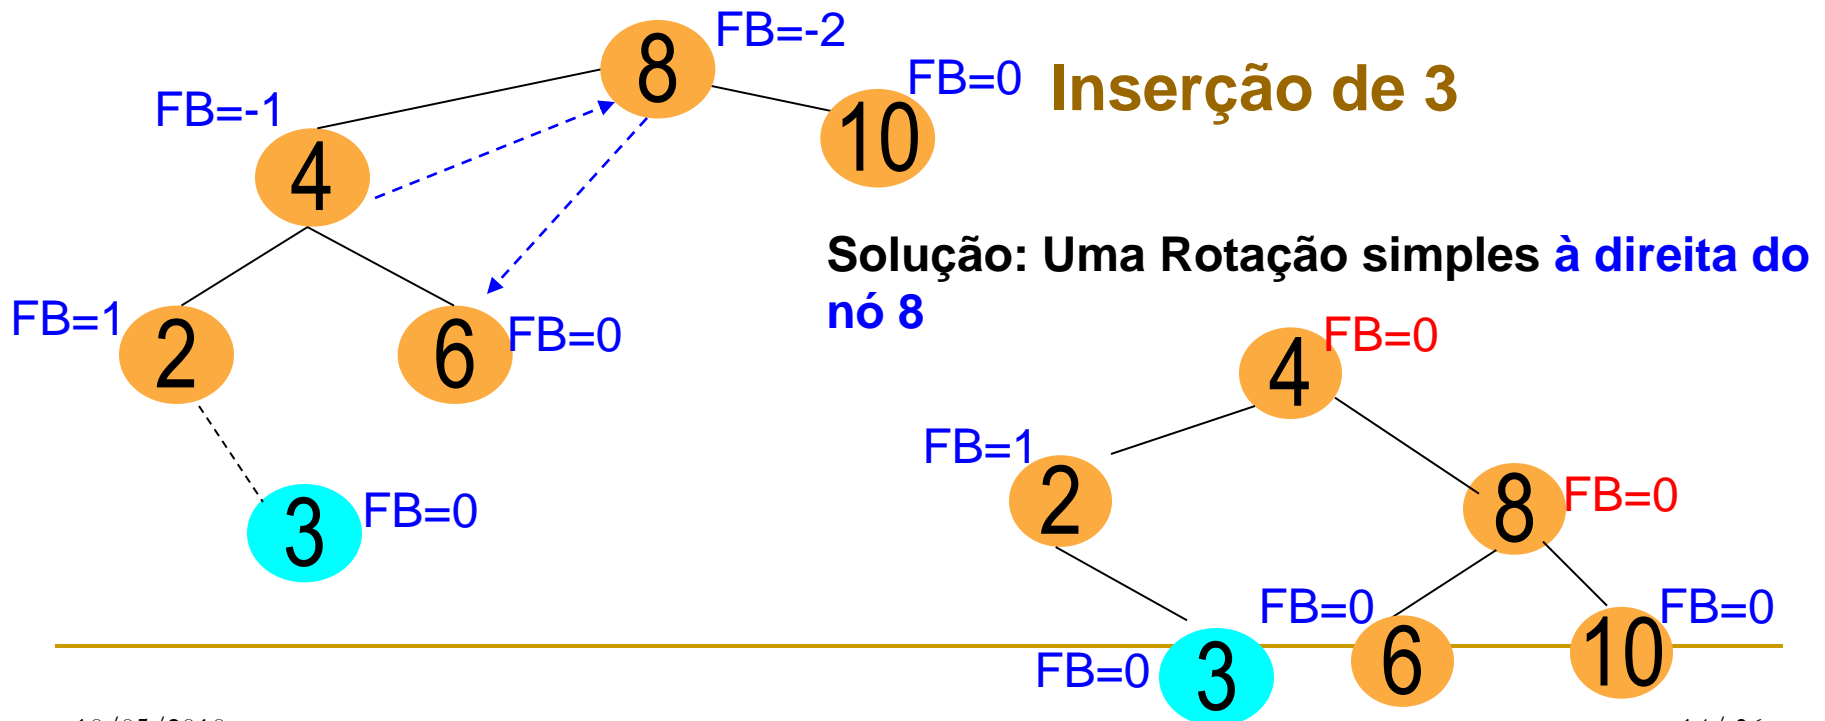 FB=-2
8
FB=0
Inserção de 3
FB=-1
10
4
Solução: Uma Rotação simples à direita do
nó 8
FB=1
2
6
FB=0
4
FB=0
FB=1
2
8
FB=0
3
FB=0
FB=0
6
10
FB=0
FB=0
3